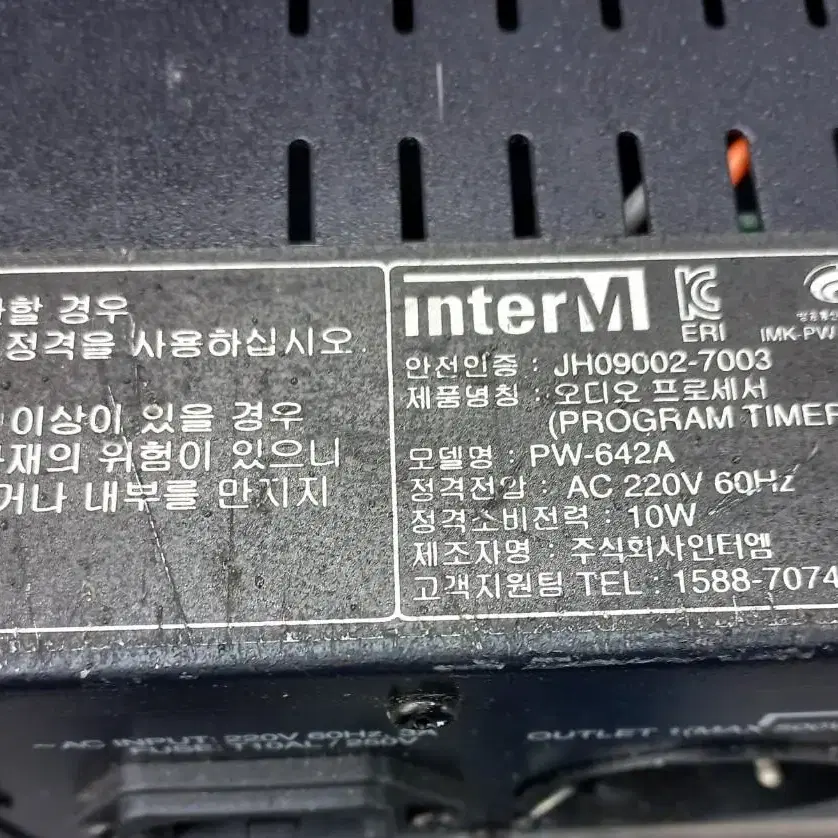 할 경우
정격을 사용하십시오.
이상이 있을 경우
위험이 있으니
거나 내부를 만지지
interM
ERI
IMK-PW
안전인증 : JH09002-7003
제품명칭 : 오디오 프로세서
(PROGRAM TIMER
모델명 : PW-642A
정격전압 : AC 220V 60Hz
정격소비전력 : 10W
제조자명 : 주식회사인터엠
고객지원팀 TEL : 1588-7074
~ AC INPUT: 220V 60Hz,
FUSE: T10AL / 250V
OUTLET